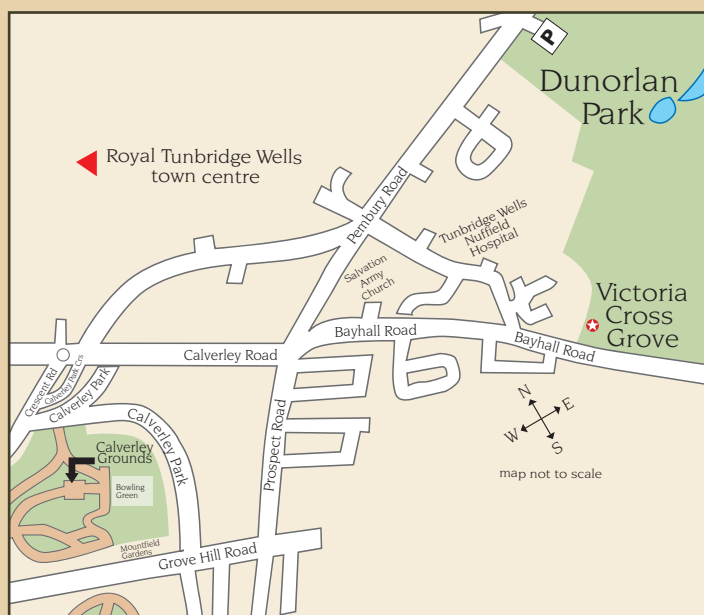 P
Dunorlan
Park
Royal Tunbridge Wells
town centre
Pembury Road
Tunbridge Wells
Nuffield
Hospital
Salvation
Army
Church
Victoria
Cross
Grove
Bayhall Road
Bayhall Road
Calverley Road
Crescent Rd
Calverley Park Crs
Calverley Park
Calverley Park
Prospect Road
N
E
W
S
map not to scale
Calverley
Grounds
Bowling
Green
Mountfield
Gardens
Grove Hill Road